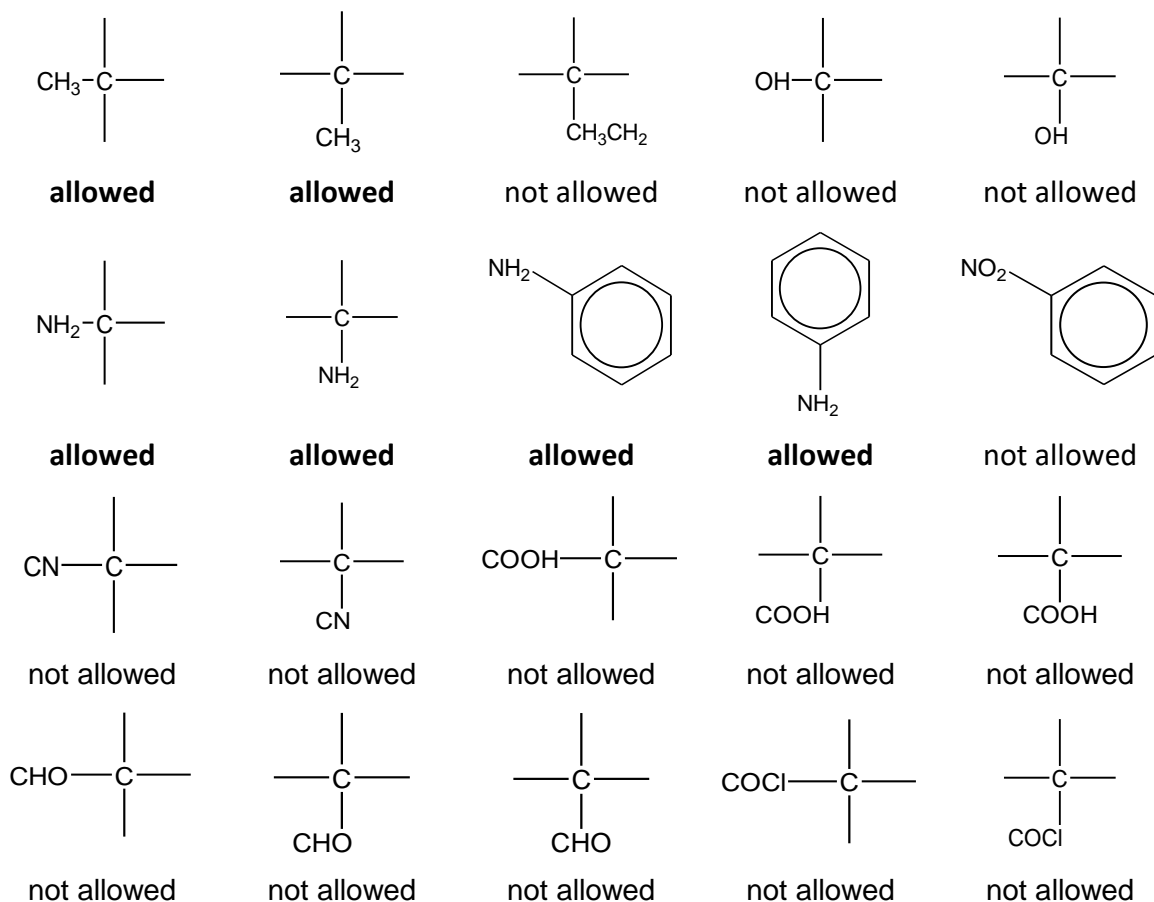 CH₃ C C C OH C C
CH₃ CH₃CH₂ OH
allowed allowed not allowed not allowed not allowed
NH₂ NO₂
NH₂ C C
NH₂ NH₂
allowed allowed allowed allowed not allowed
CN C C COOH C C C
CN COOH COOH
not allowed not allowed not allowed not allowed not allowed
CHO C C C COCl C C
CHO CHO COCl
not allowed not allowed not allowed not allowed not allowed